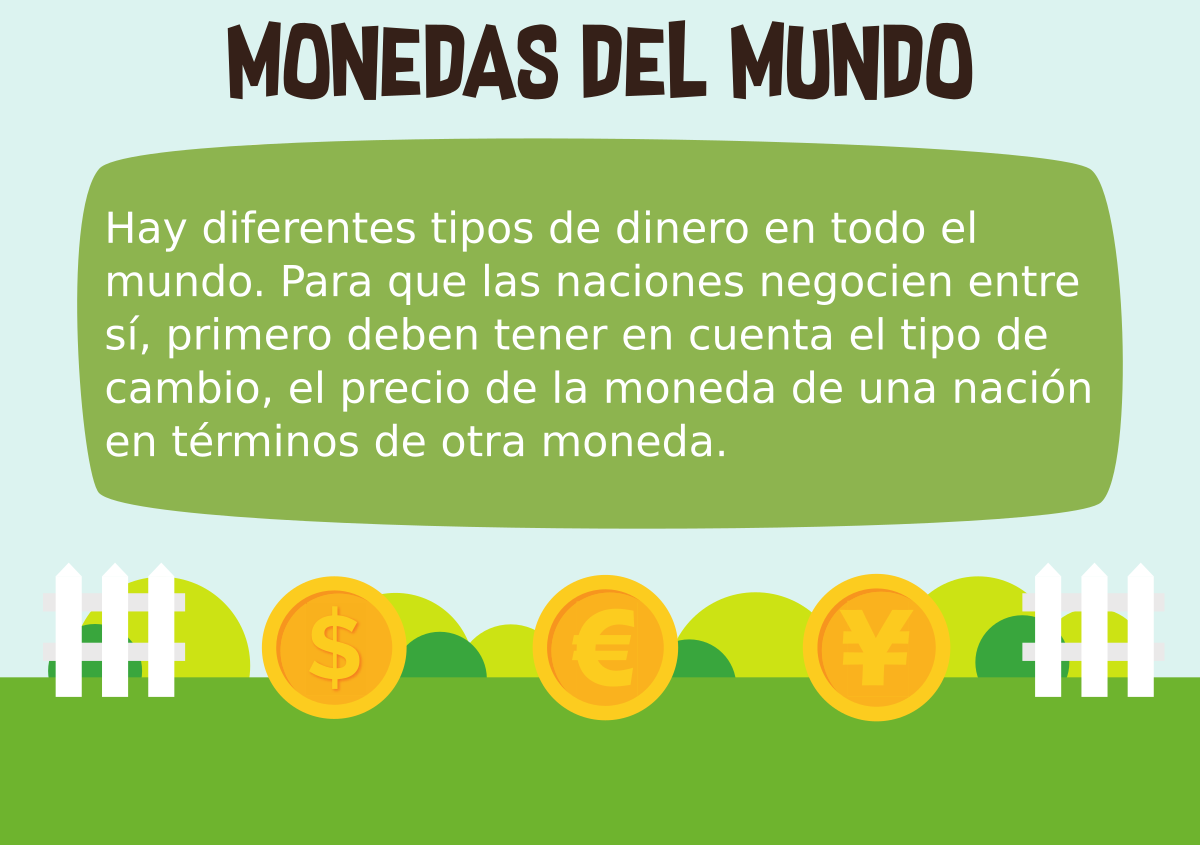 MONEDAS DEL MUNDO
Hay diferentes tipos de dinero en todo el
mundo. Para que las naciones negocien entre
sí, primero deben tener en cuenta el tipo de
cambio, el precio de la moneda de una nación
en términos de otra moneda.
$ € ¥